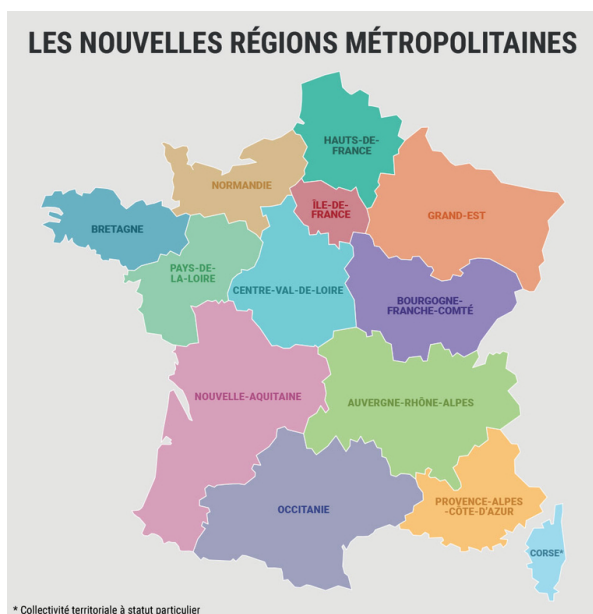 LES NOUVELLES RÉGIONS MÉTROPOLITAINES
HAUTS-DE-
FRANCE
NORMANDIE
ÎLE-DE-
FRANCE
GRAND-EST
BRETAGNE
PAYS-DE-
LA-LOIRE
CENTRE-VAL-DE-LOIRE
BOURGOGNE-
FRANCHE-COMTÉ
NOUVELLE-AQUITAINE
AUVERGNE-RHÔNE-ALPES
PROVENCE-ALPES
-CÔTE-D'AZUR
OCCITANIE
CORSE*
* Collectivité territoriale à statut particulier